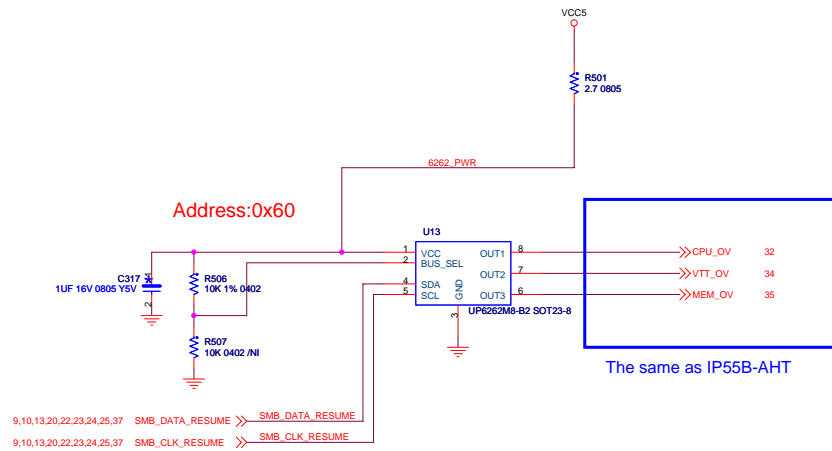 VCC5
R501
2.7 0805
6262_PWR
Address:0x60
U13
1 VCC OUT1 8 CPU_OV 32
2 BUS_SEL
C317 1
1UF 16V 0805 Y5V
2
R506
10K 1% 0402
OUT2 7 VTT_OV 34
4 SDA
5 SCL GND OUT3 6 MEM_OV 35
3
UP6262M8-B2 SOT23-8
R507
10K 0402 /NI
The same as IP55B-AHT
9,10,13,20,22,23,24,25,37 SMB_DATA_RESUME SMB_DATA_RESUME
9,10,13,20,22,23,24,25,37 SMB_CLK_RESUME SMB_CLK_RESUME